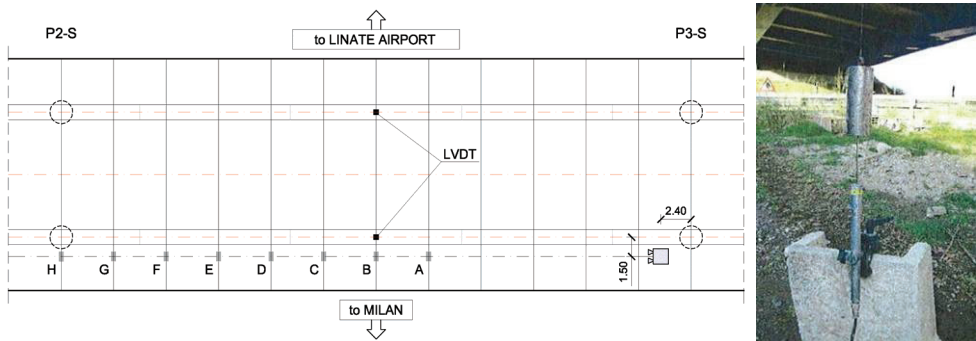 P2-S
to LINATE AIRPORT
P3-S
LVDT
2.40
1.50
H G F E D C B A
to MILAN